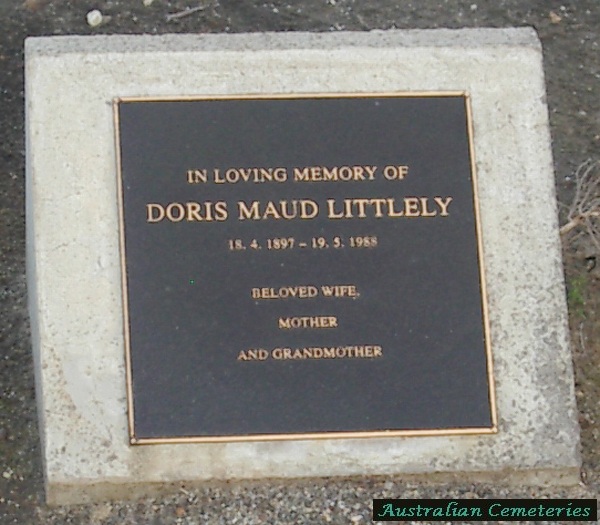 IN LOVING MEMORY OF
DORIS MAUD LITTLELY
18. 4. 1897 – 19. 5. 1988
BELOVED WIFE,
MOTHER
AND GRANDMOTHER
Australian Cemeteries